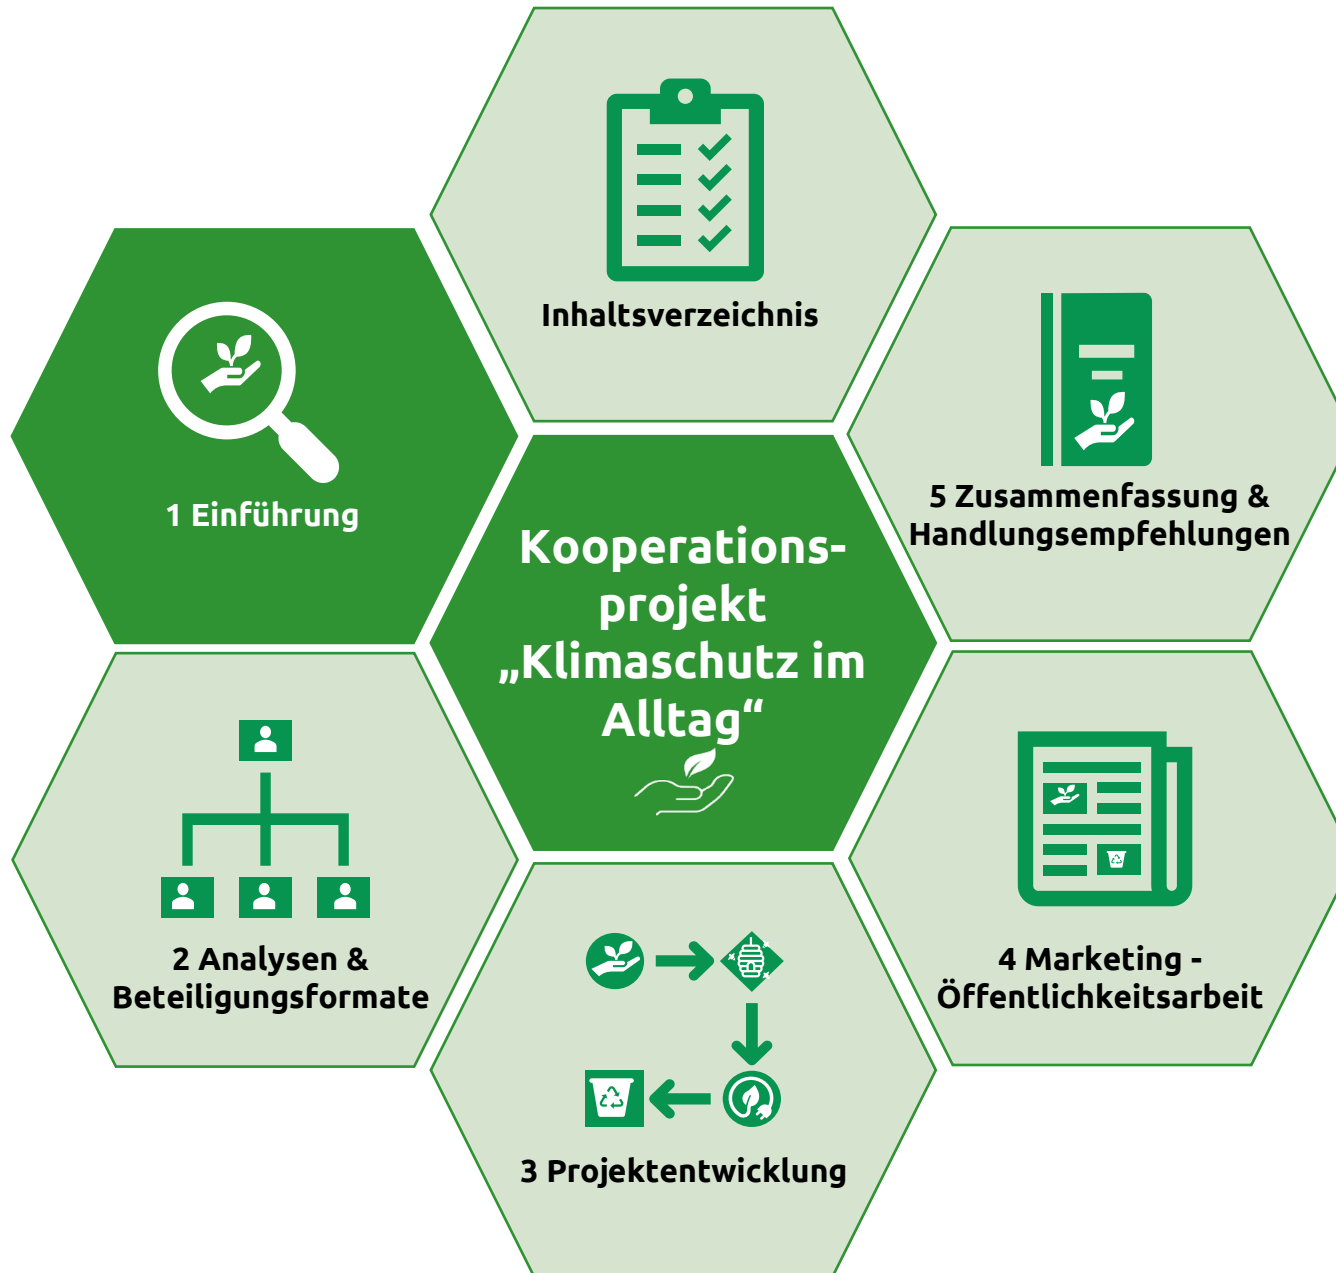 Inhaltsverzeichnis
1 Einführung
5 Zusammenfassung &
Handlungsempfehlungen
Kooperations-
projekt
„Klimaschutz im
Alltag“
2 Analysen &
Beteiligungsformate
4 Marketing -
Öffentlichkeitsarbeit
3 Projektentwicklung